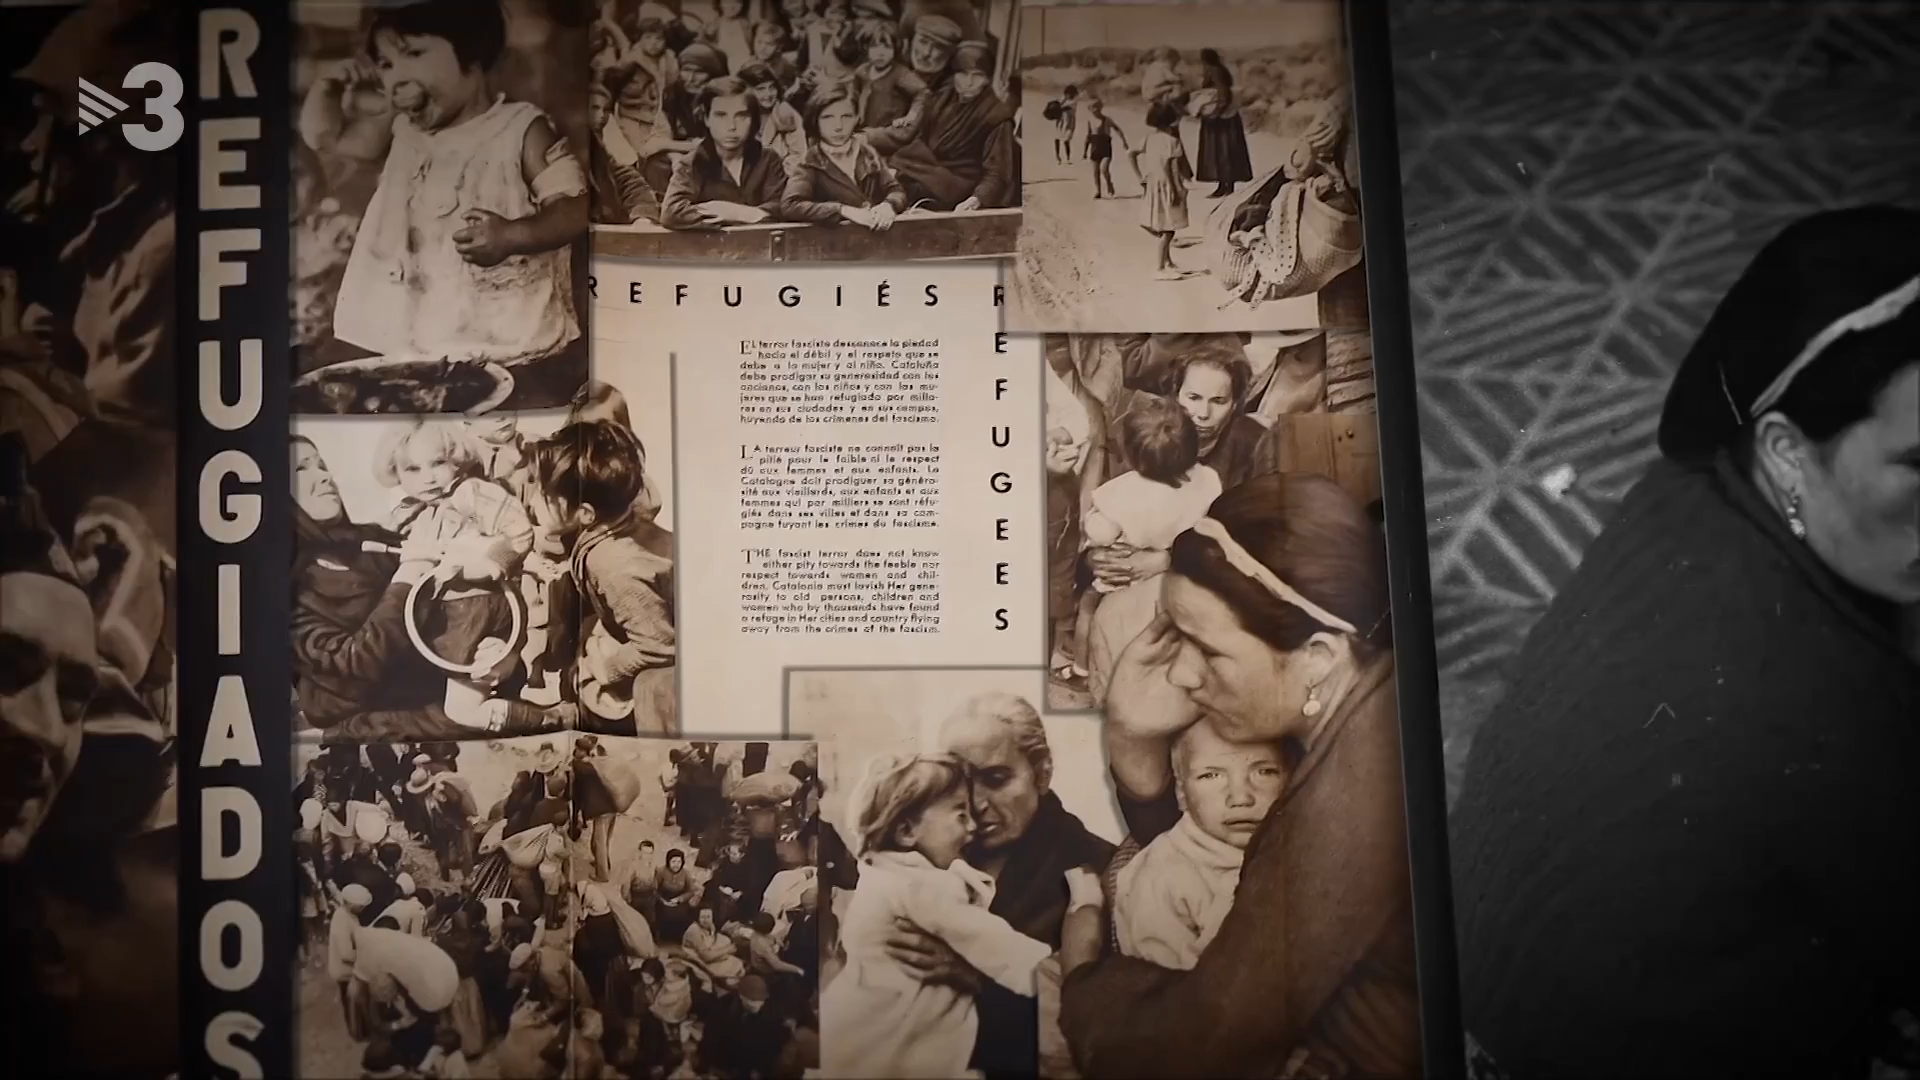 3
REFUGIADOS
REFUGIÉS
REFUGEES
EL terror fascista desconoce la piedad
hacia el débil y el respeto que se
debe a la mujer y al niño. Cataluña
debe prodigar su generosidad con los
ancianos, con los niños y con las mu-
jeres que se han refugiado por milla-
res en sus ciudades y en sus campos,
huyendo de los crímenes del fascismo.
LA terreur fasciste ne connaît pas la
pitié pour le faible ni le respect
dû aux femmes et aux enfants. La
Catalogne doit prodiguer sa généro-
sité aux vieillards, aux enfants et aux
femmes qui par milliers se sont réfu-
giés dans ses villes et dans sa cam-
pagne fuyant les crimes du fascisme.
THE fascist terror does not know
either pity towards the feeble nor
respect towards women and chil-
dren. Catalonia must lavish Her gene-
rosity to old persons, children and
women who by thousands have found
a refuge in Her cities and country flying
away from the crimes of the fascism.